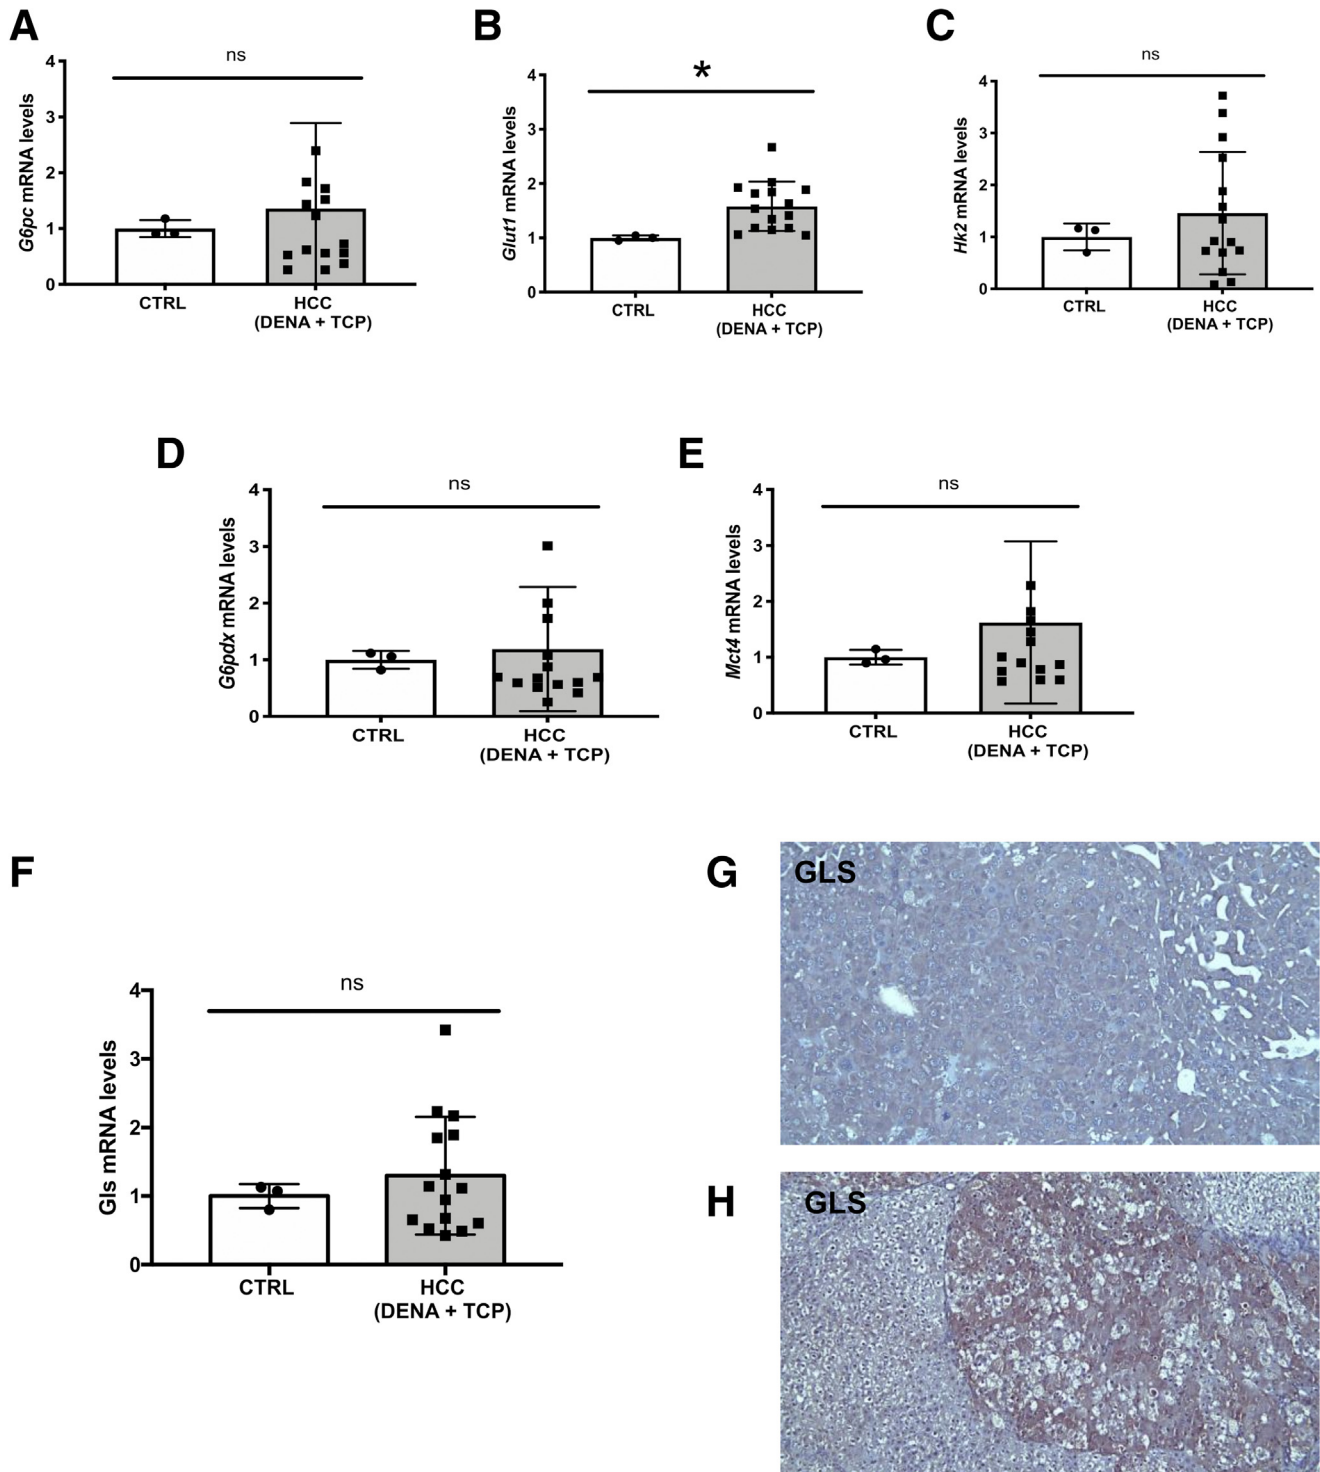 A
ns
4
3
2
1
0
G6pc mRNA levels
CTRL
HCC
(DENA + TCP)
B
*
4
3
2
1
0
Glut1 mRNA levels
CTRL
HCC
(DENA + TCP)
C
ns
4
3
2
1
0
Hk2 mRNA levels
CTRL
HCC
(DENA + TCP)
D
ns
4
3
2
1
0
G6pdx mRNA levels
CTRL
HCC
(DENA + TCP)
E
ns
4
3
2
1
0
Mct4 mRNA levels
CTRL
HCC
(DENA + TCP)
F
ns
4
3
2
1
0
Gls mRNA levels
CTRL
HCC
(DENA + TCP)
G
GLS
H
GLS